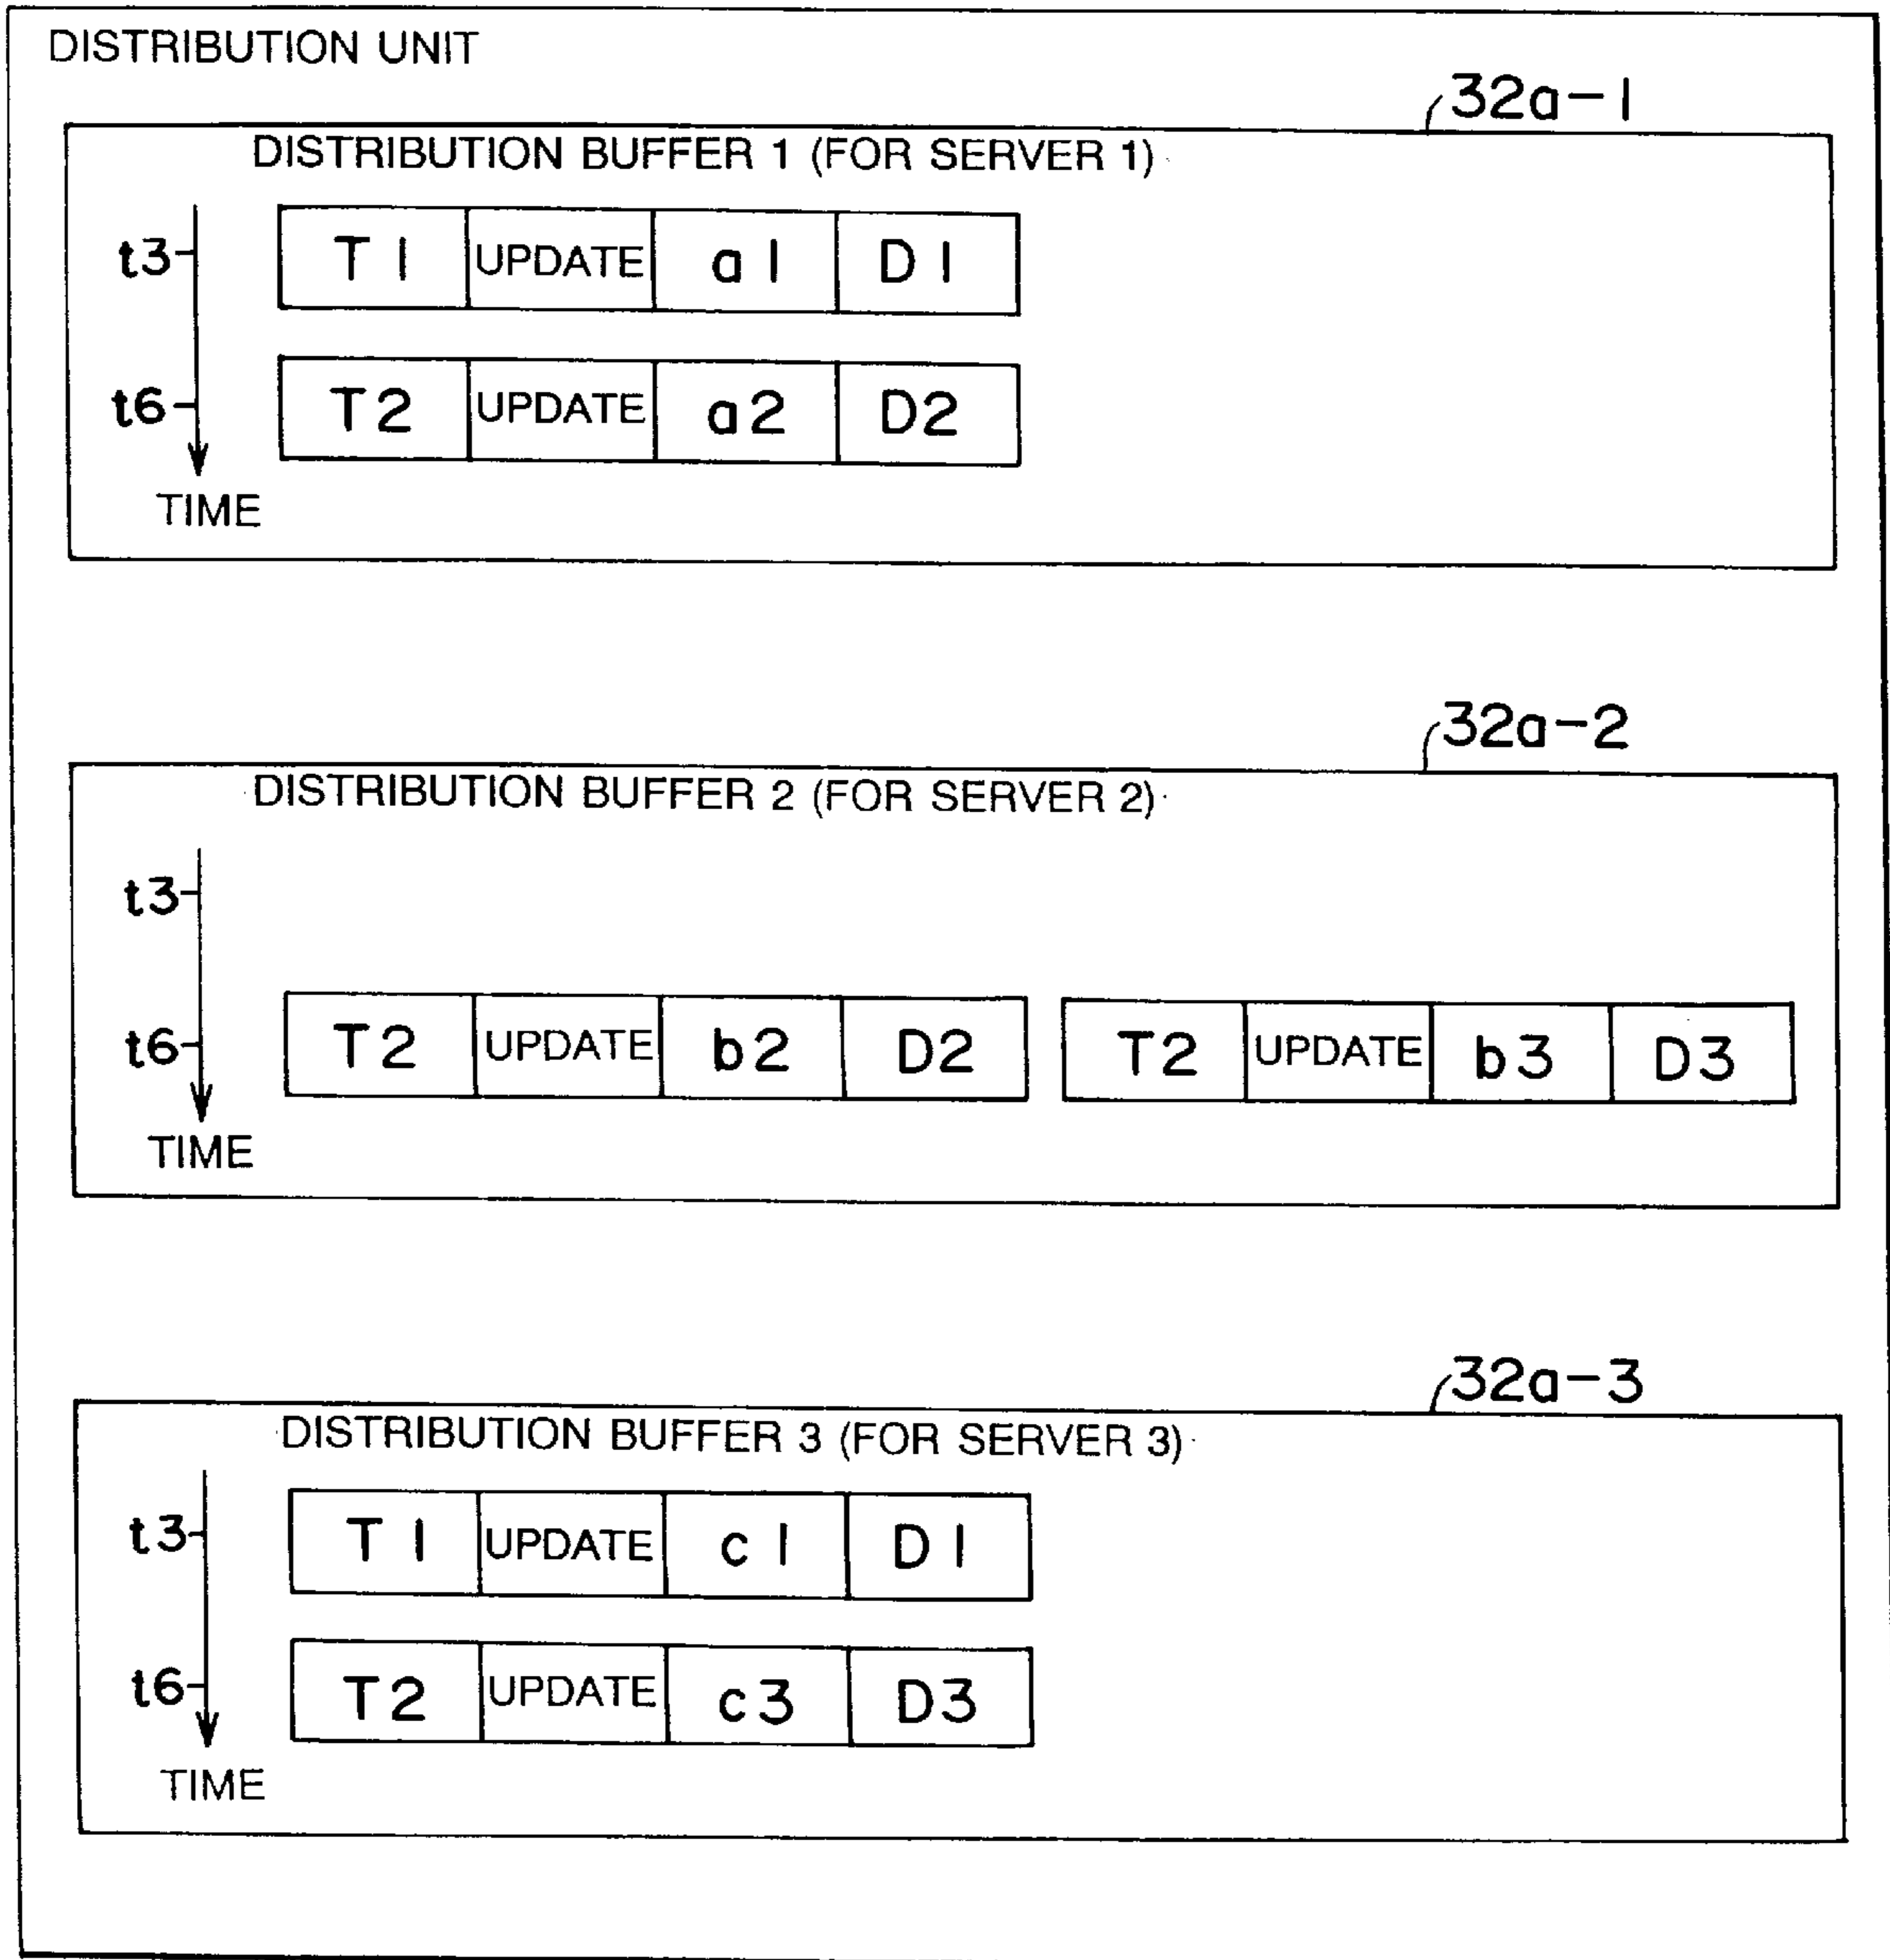 DISTRIBUTION UNIT
32a-1
DISTRIBUTION BUFFER 1 (FOR SERVER 1)
t3 T1 UPDATE a1 D1
t6 T2 UPDATE a2 D2
TIME
32a-2
DISTRIBUTION BUFFER 2 (FOR SERVER 2)
t3
t6 T2 UPDATE b2 D2 T2 UPDATE b3 D3
TIME
32a-3
DISTRIBUTION BUFFER 3 (FOR SERVER 3)
t3 T1 UPDATE c1 D1
t6 T2 UPDATE c3 D3
TIME